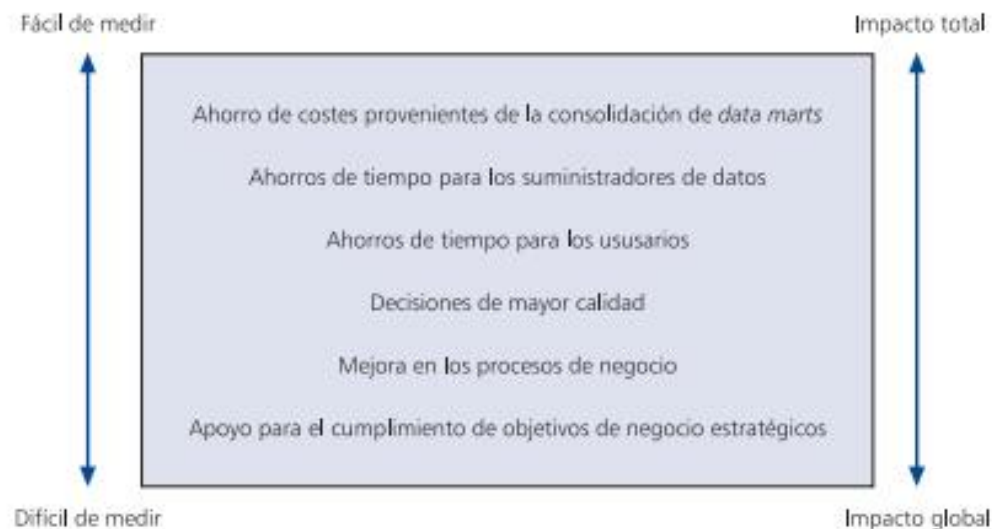 Fácil de medir
Impacto total
Ahorro de costes provenientes de la consolidación de data marts
Ahorros de tiempo para los suministradores de datos
Ahorros de tiempo para los ususarios
Decisiones de mayor calidad
Mejora en los procesos de negocio
Apoyo para el cumplimiento de objetivos de negocio estratégicos
Difícil de medir
Impacto global